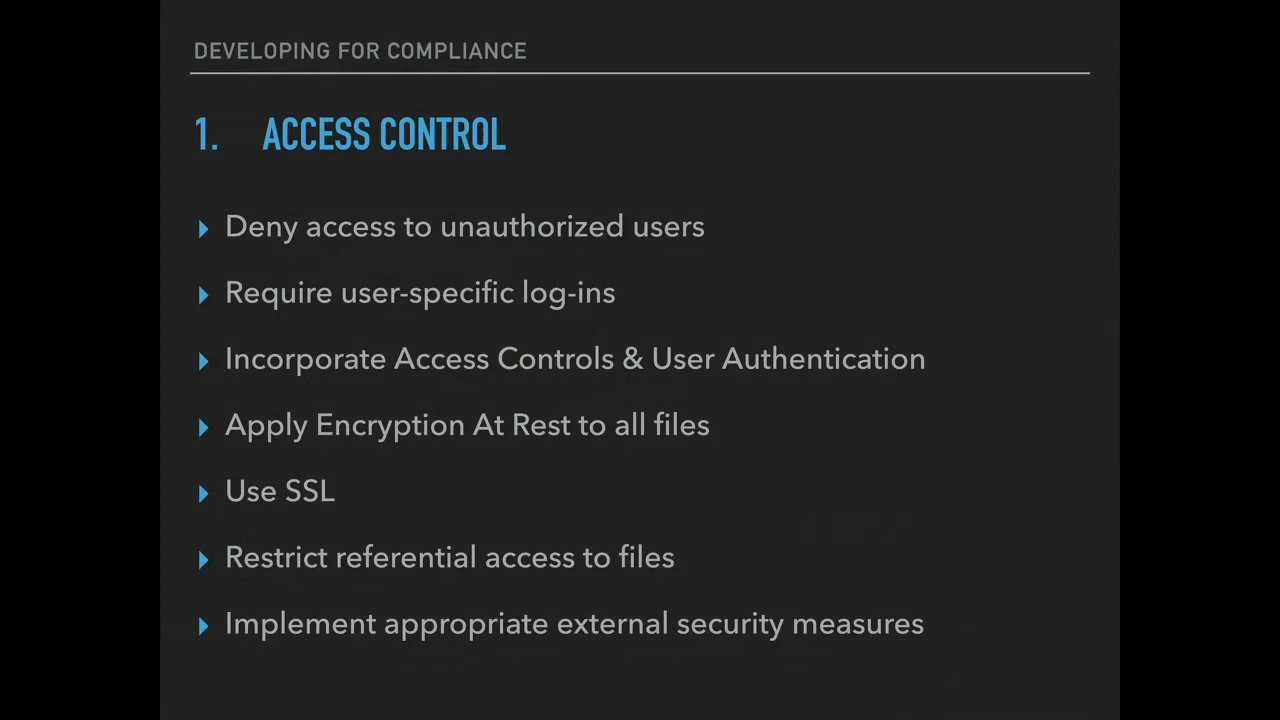 DEVELOPING FOR COMPLIANCE
1. ACCESS CONTROL
Deny access to unauthorized users
Require user-specific log-ins
Incorporate Access Controls & User Authentication
Apply Encryption At Rest to all files
Use SSL
Restrict referential access to files
Implement appropriate external security measures